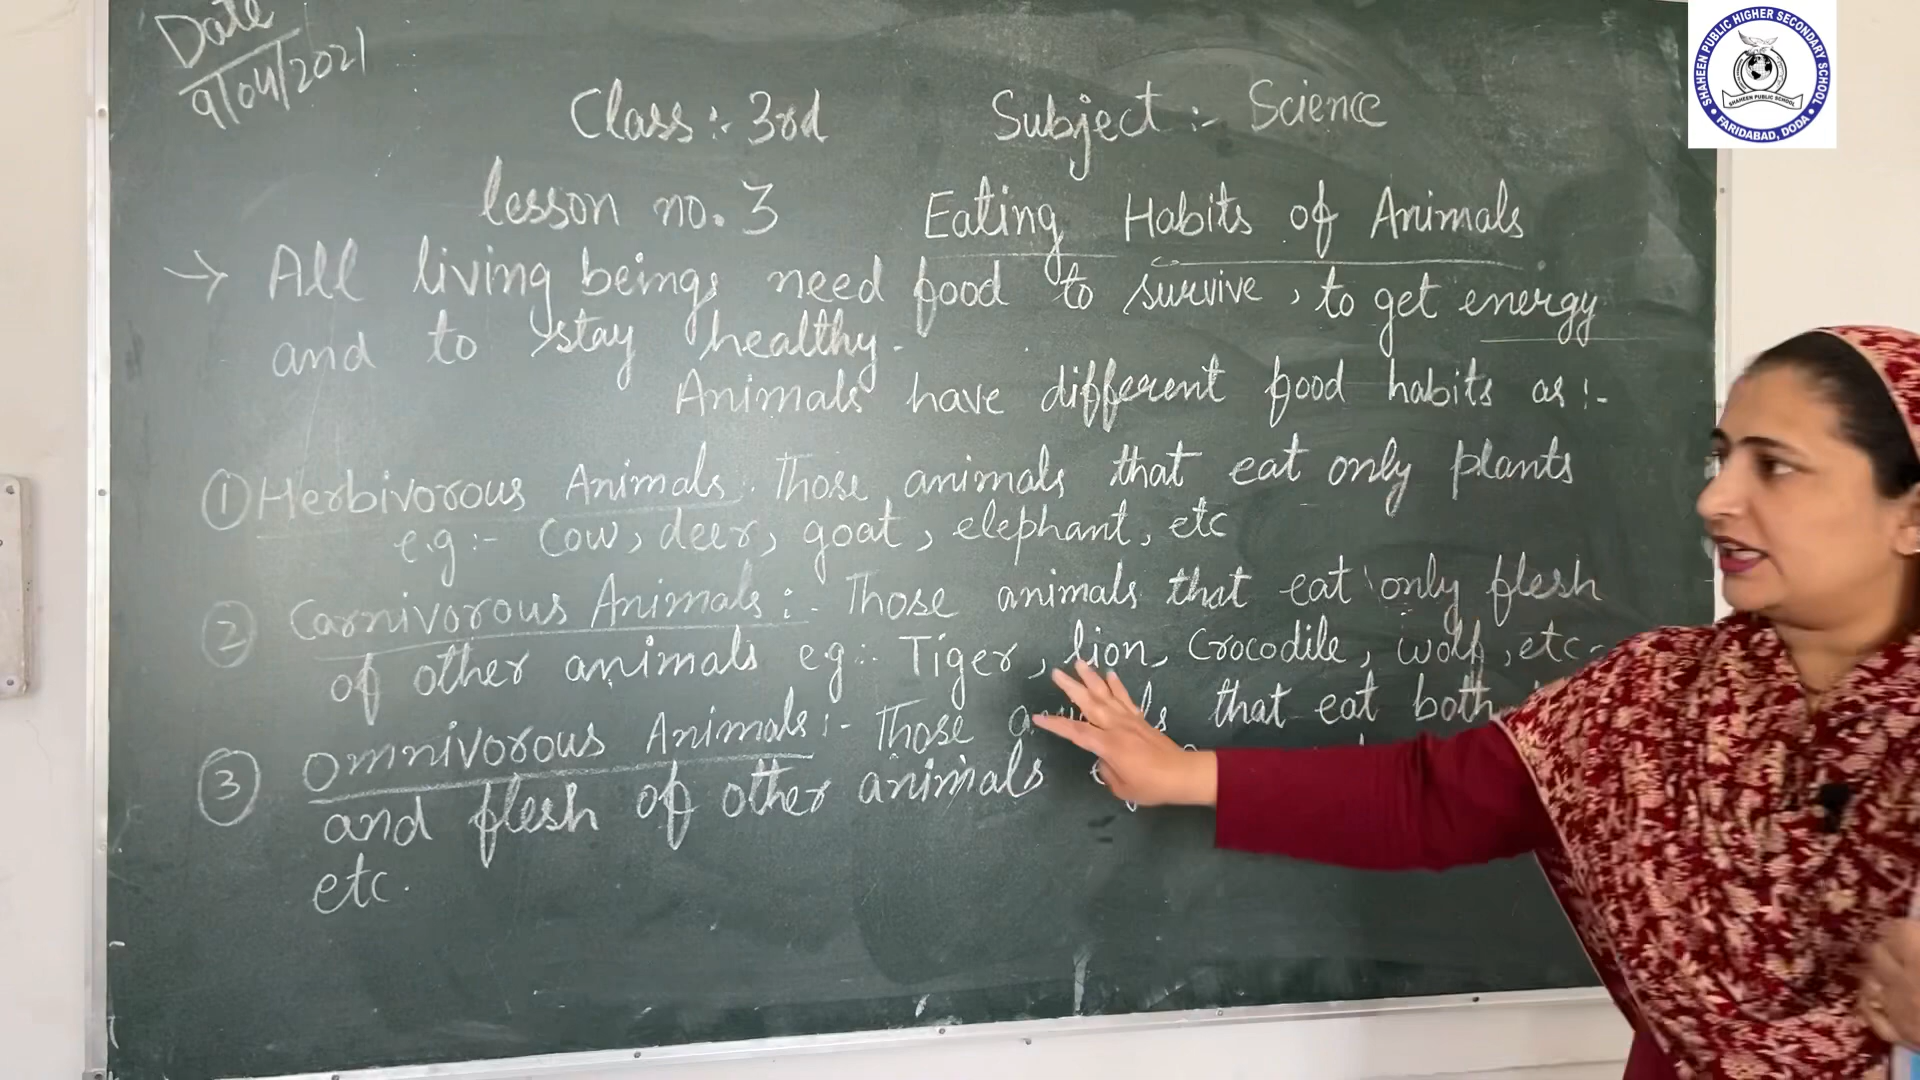 Date
9/04/2021
Class:- 3rd Subject:- Science
lesson no. 3 Eating Habits of Animals
→ All living beings need food to survive, to get energy
and to stay healthy.
Animals have different food habits as:-
① Herbivorous Animals. Those animals that eat only plants
e.g:- Cow, deer, goat, elephant, etc
② Carnivorous Animals:- Those animals that eat only flesh
of other animals eg:- Tiger, lion, Crocodile, wolf, etc.
③ Omnivorous Animals:- Those that eat both
and flesh of other animals
etc.
SHAHEEN PUBLIC HIGHER SECONDARY SCHOOL
SHAHEEN PUBLIC SCHOOL
• FARIDABAD, DODA •